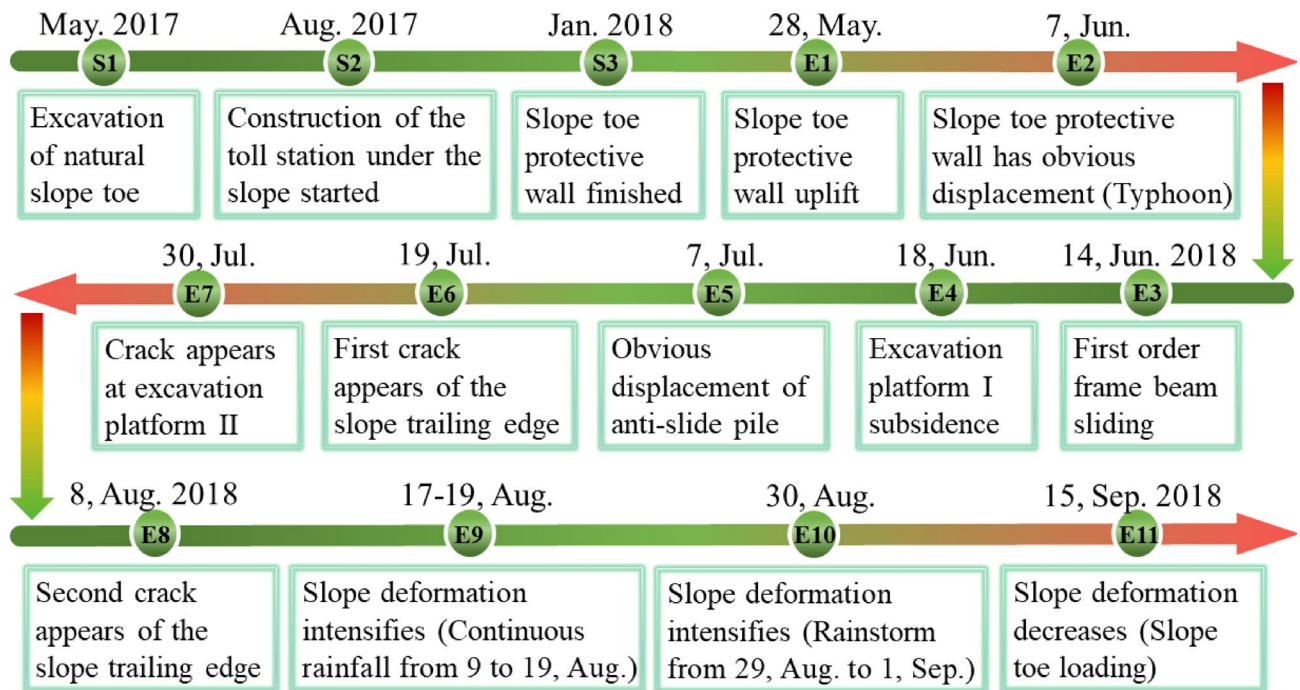 May. 2017
Aug. 2017
Jan. 2018
28, May.
7, Jun.
S1
S2
S3
E1
E2
Excavation
of natural
slope toe
Construction of the
toll station under the
slope started
Slope toe
protective
wall finished
Slope toe
protective
wall uplift
Slope toe protective
wall has obvious
displacement (Typhoon)
30, Jul.
19, Jul.
7, Jul.
18, Jun.
14, Jun. 2018
E7
E6
E5
E4
E3
Crack appears
at excavation
platform II
First crack
appears of the
slope trailing edge
Obvious
displacement of
anti-slide pile
Excavation
platform I
subsidence
First order
frame beam
sliding
8, Aug. 2018
17-19, Aug.
30, Aug.
15, Sep. 2018
E8
E9
E10
E11
Second crack
appears of the
slope trailing edge
Slope deformation
intensifies (Continuous
rainfall from 9 to 19, Aug.)
Slope deformation
intensifies (Rainstorm
from 29, Aug. to 1, Sep.)
Slope deformation
decreases (Slope
toe loading)